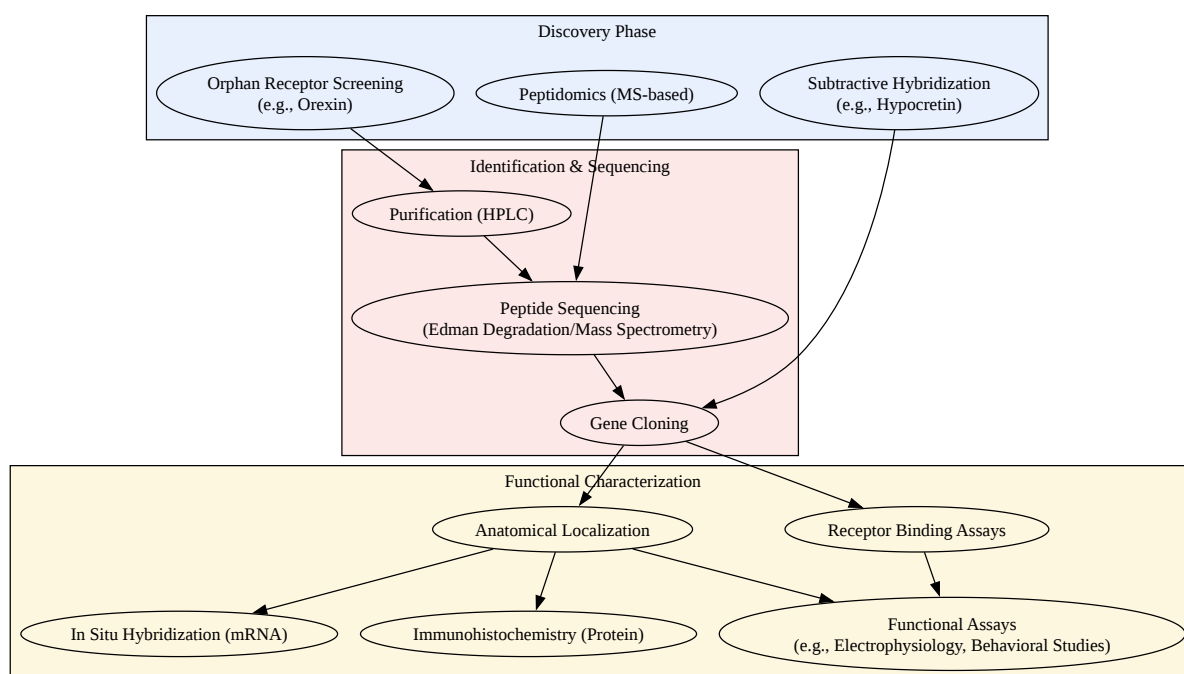 Discovery Phase
Orphan Receptor Screening
(e.g., Orexin)
Peptidomics (MS-based)
Subtractive Hybridization
(e.g., Hypocretin)
Identification & Sequencing
Purification (HPLC)
Peptide Sequencing
(Edman Degradation/Mass Spectrometry)
Gene Cloning
Functional Characterization
Anatomical Localization
Receptor Binding Assays
In Situ Hybridization (mRNA)
Immunohistochemistry (Protein)
Functional Assays
(e.g., Electrophysiology, Behavioral Studies)